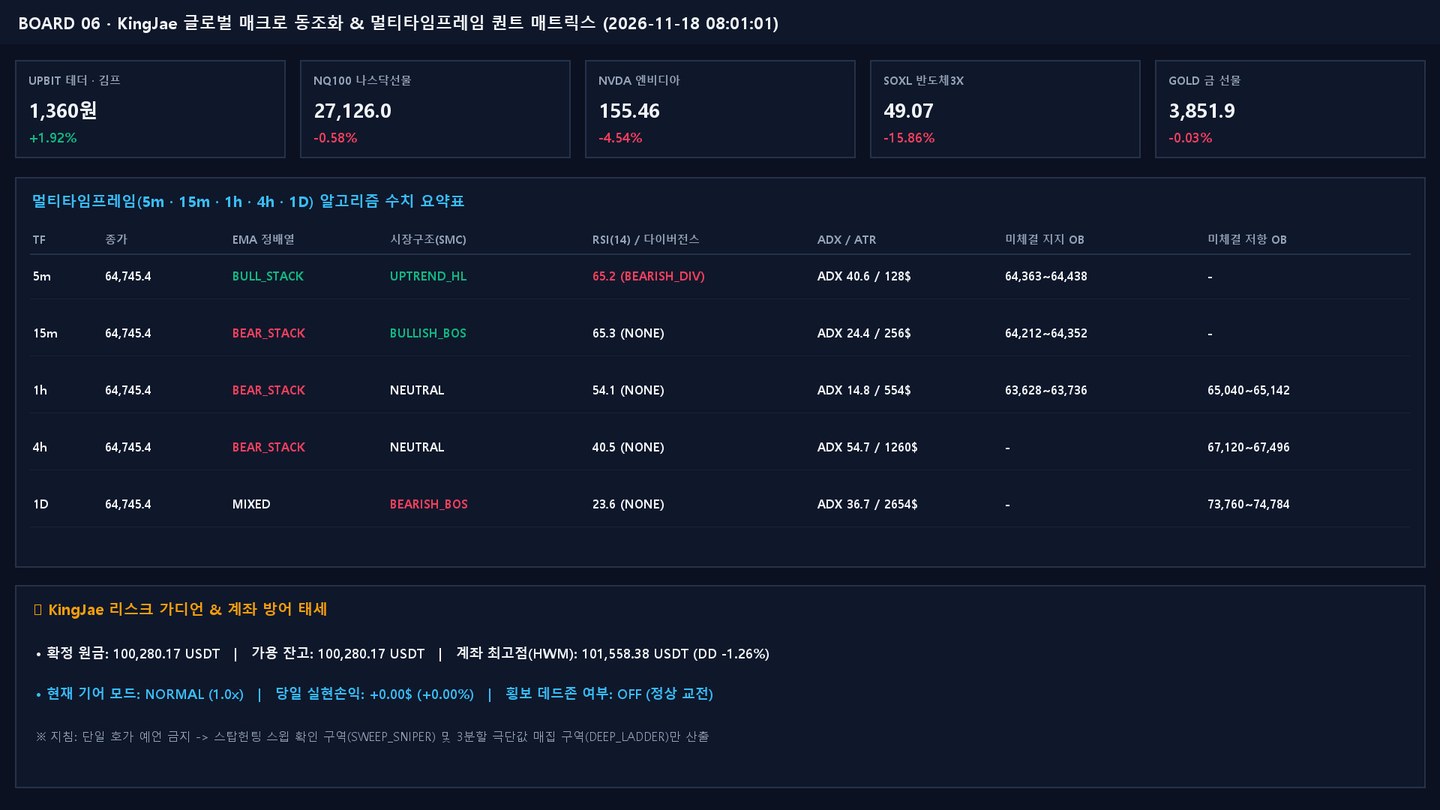 BOARD 06 · KingJae 글로벌 매크로 동조화 & 멀티타임프레임 퀀트 매트릭스 (2026-11-18 08:01:01)
UPBIT 테더 · 김프
1,360원
+1.92%
NQ100 나스닥선물
27,126.0
-0.58%
NVDA 엔비디아
155.46
-4.54%
SOXL 반도체3X
49.07
-15.86%
GOLD 금 선물
3,851.9
-0.03%
멀티타임프레임(5m · 15m · 1h · 4h · 1D) 알고리즘 수치 요약표
TF 종가 EMA 정배열 시장구조(SMC) RSI(14) / 다이버전스 ADX / ATR 미체결 지지 OB 미체결 저항 OB
5m 64,745.4 BULL_STACK UPTREND_HL 65.2 (BEARISH_DIV) ADX 40.6 / 128$ 64,363~64,438 -
15m 64,745.4 BEAR_STACK BULLISH_BOS 65.3 (NONE) ADX 24.4 / 256$ 64,212~64,352 -
1h 64,745.4 BEAR_STACK NEUTRAL 54.1 (NONE) ADX 14.8 / 554$ 63,628~63,736 65,040~65,142
4h 64,745.4 BEAR_STACK NEUTRAL 40.5 (NONE) ADX 54.7 / 1260$ - 67,120~67,496
1D 64,745.4 MIXED BEARISH_BOS 23.6 (NONE) ADX 36.7 / 2654$ - 73,760~74,784
KingJae 리스크 가디언 & 계좌 방어 태세
• 확정 원금: 100,280.17 USDT | 가용 잔고: 100,280.17 USDT | 계좌 최고점(HWM): 101,558.38 USDT (DD -1.26%)
• 현재 기어 모드: NORMAL (1.0x) | 당일 실현손익: +0.00$ (+0.00%) | 횡보 데드존 여부: OFF (정상 교전)
※ 지침: 단일 호가 예언 금지 -> 스탑헌팅 스윕 확인 구역(SWEEP_SNIPER) 및 3분할 극단값 매집 구역(DEEP_LADDER)만 산출